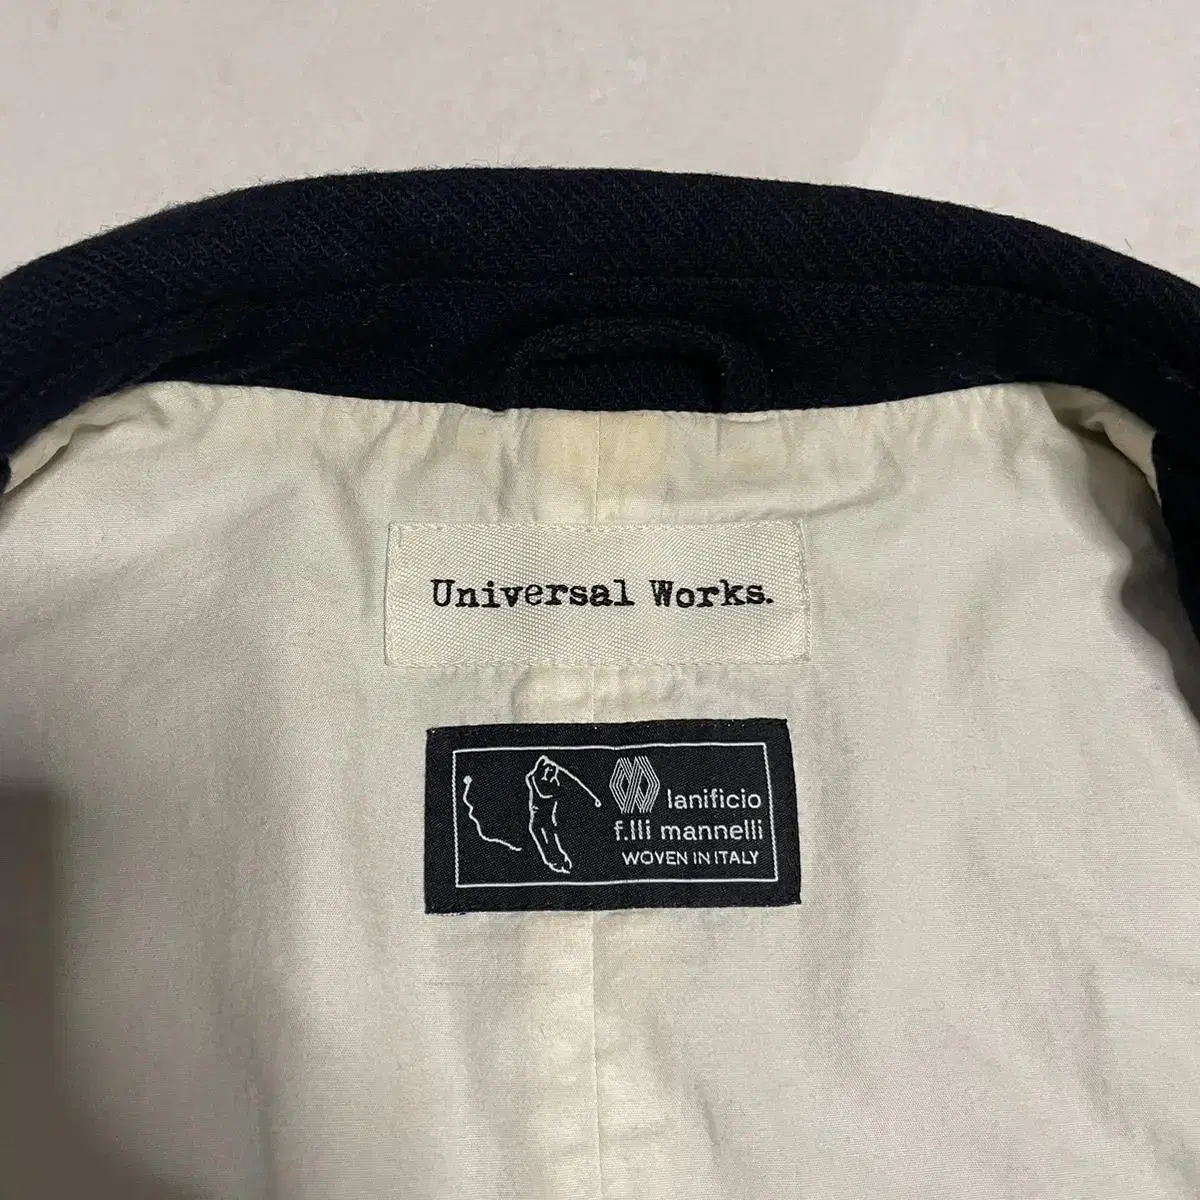 Universal Works.
lanificio
f.lli mannelli
WOVEN IN ITALY